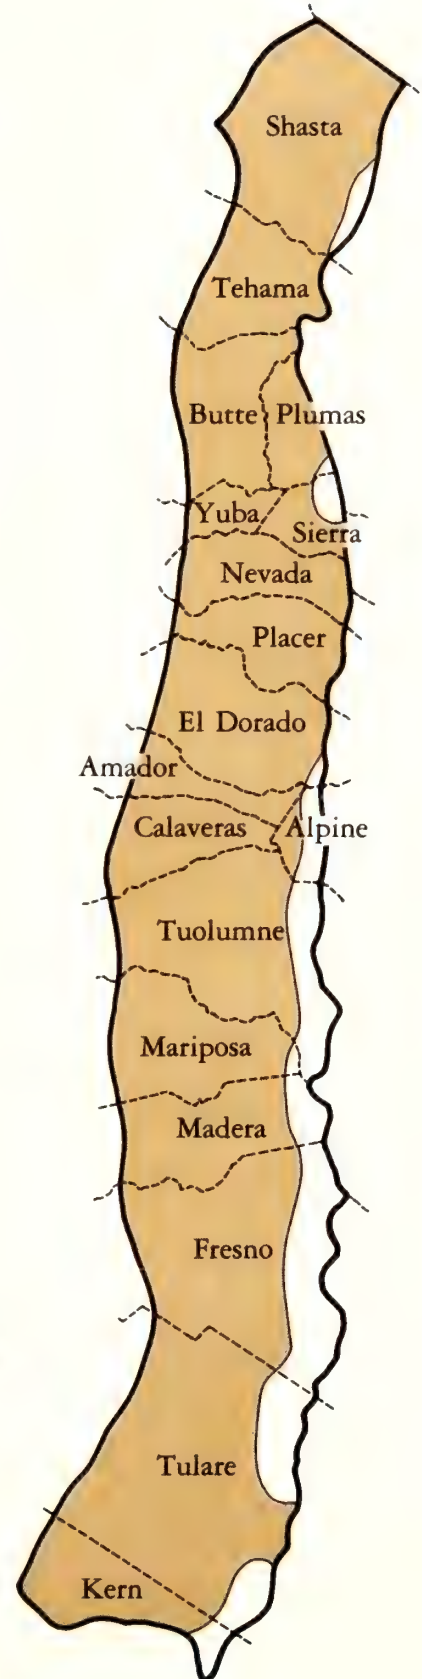 Shasta
Tehama
Butte Plumas
Yuba
Sierra
Nevada
Placer
El Dorado
Amador
Calaveras Alpine
Tuolumne
Mariposa
Madera
Fresno
Tulare
Kern